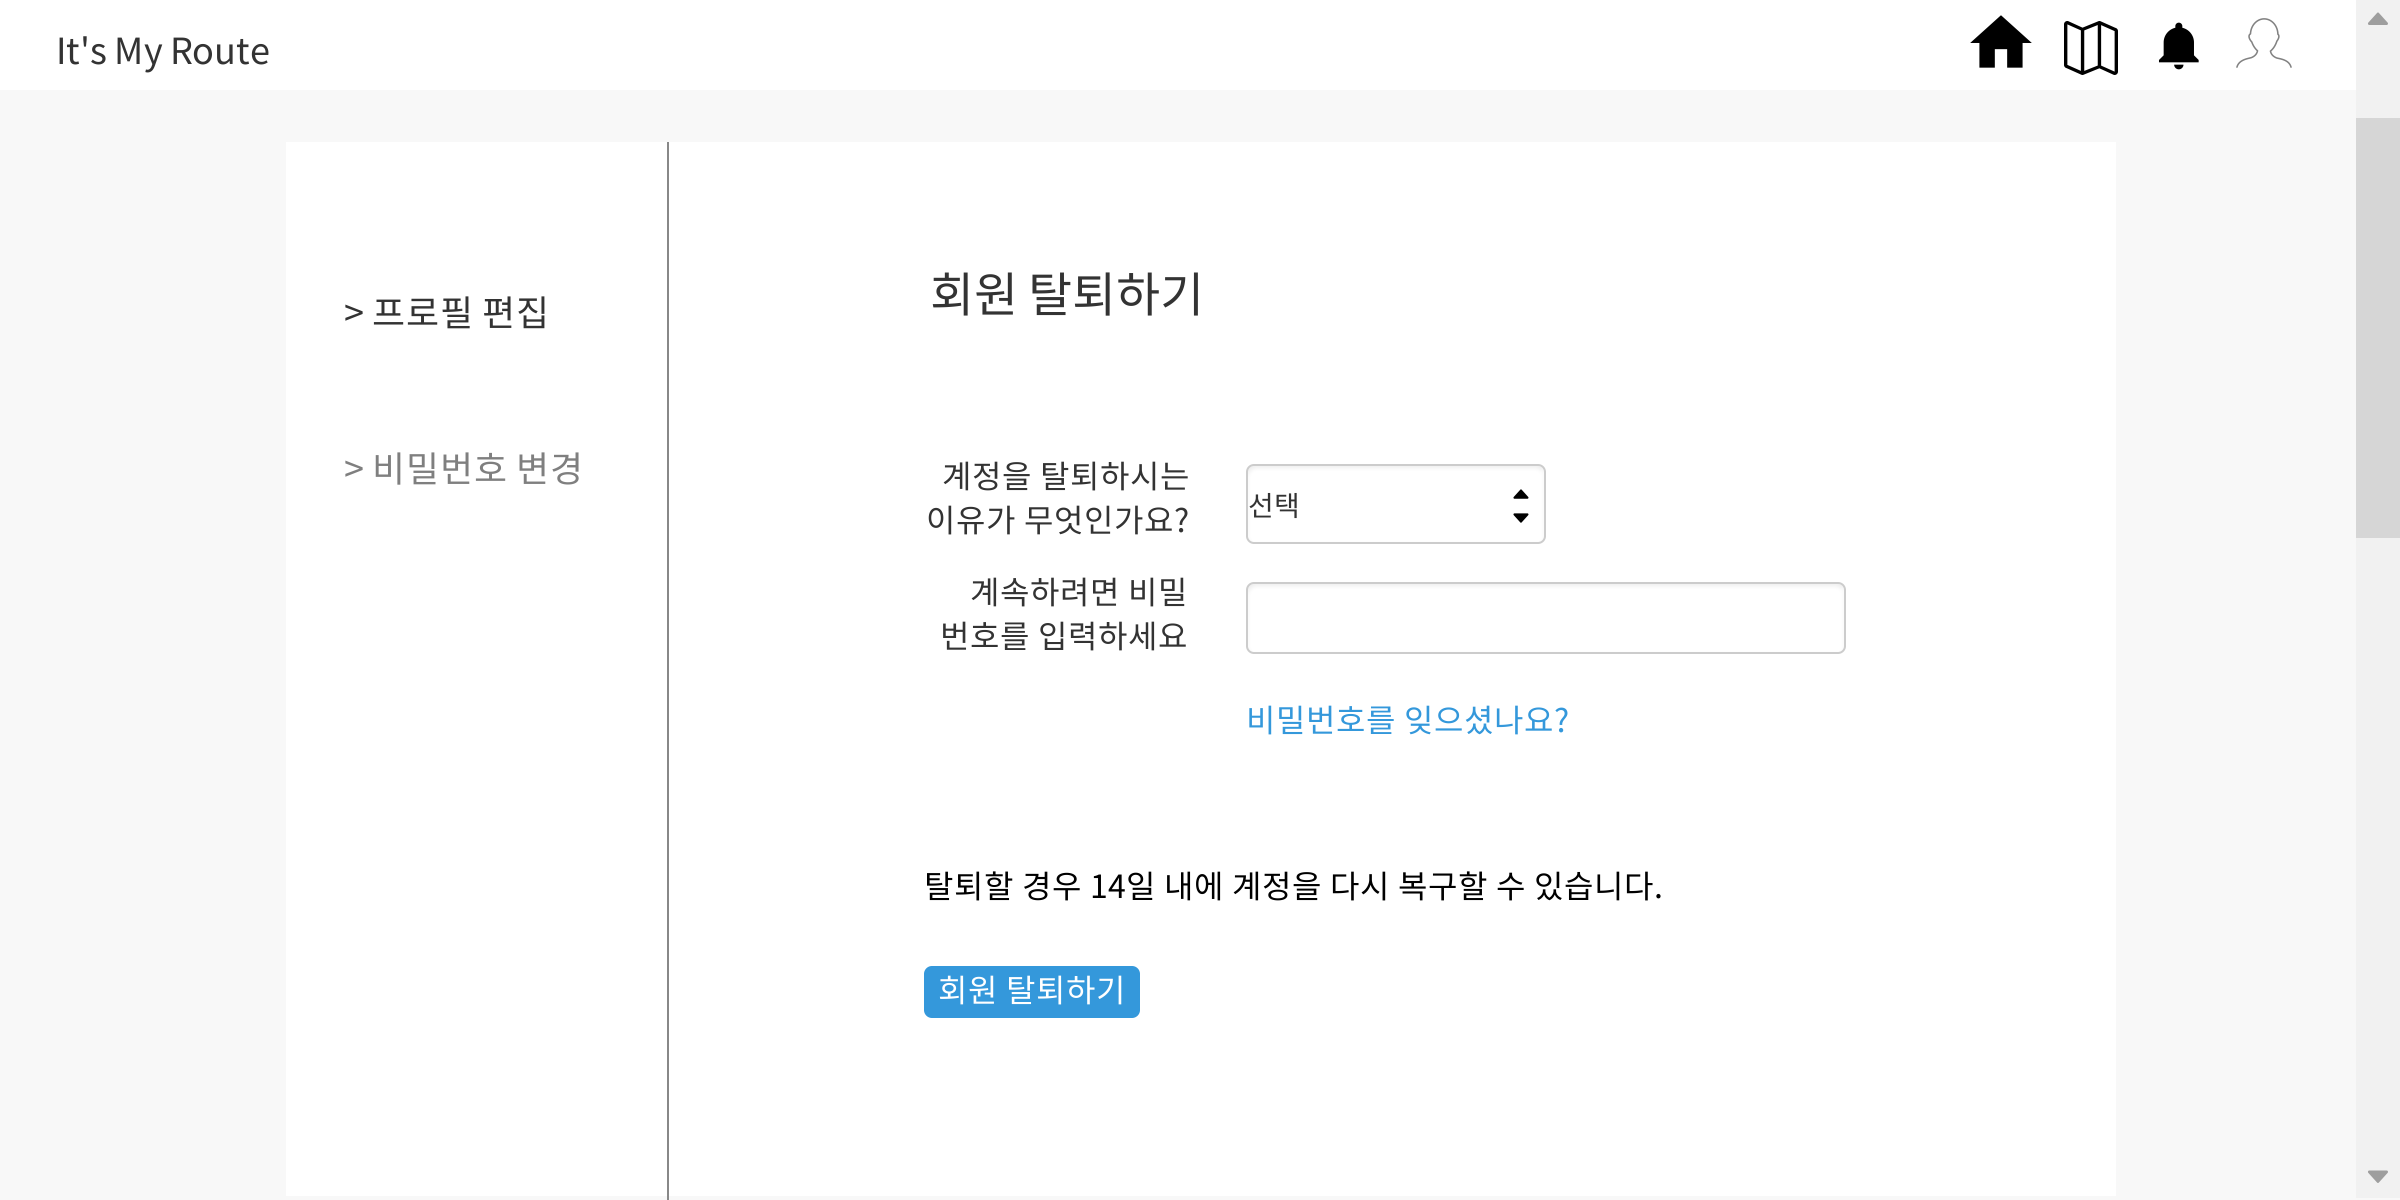 It's My Route
> 프로필 편집
> 비밀번호 변경
회원 탈퇴하기
계정을 탈퇴하시는
이유가 무엇인가요?
선택
계속하려면 비밀
번호를 입력하세요
비밀번호를 잊으셨나요?
탈퇴할 경우 14일 내에 계정을 다시 복구할 수 있습니다.
회원 탈퇴하기